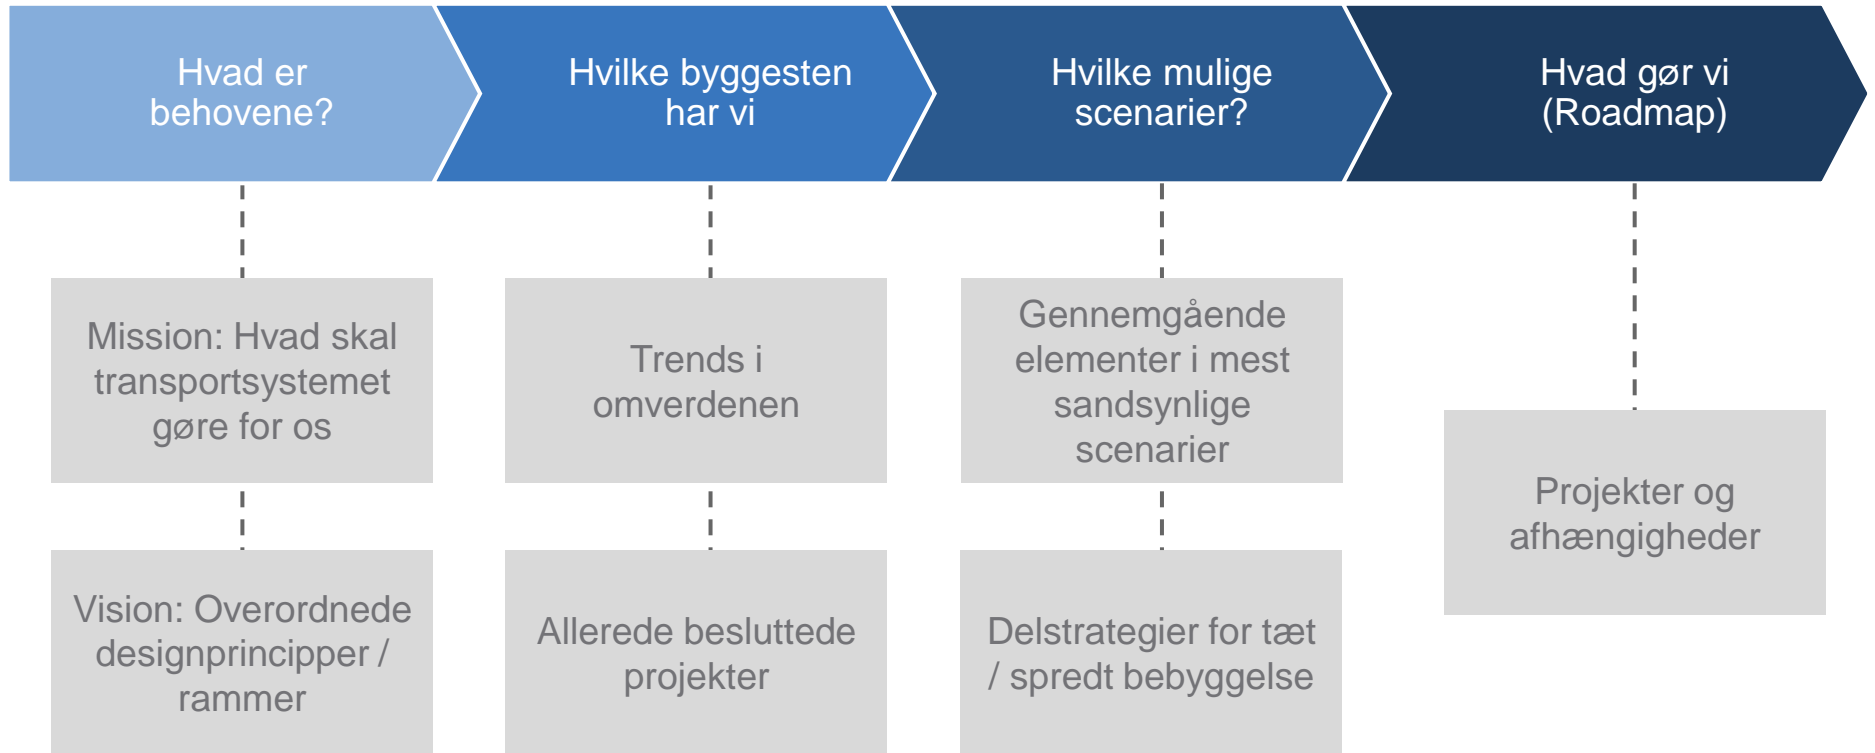 Hvad er
behovene?
Hvilke byggesten
har vi
Hvilke mulige
scenarier?
Hvad gør vi
(Roadmap)
Mission: Hvad skal
transportsystemet
gøre for os
Trends i
omverdenen
Gennemgående
elementer i mest
sandsynlige
scenarier
Projekter og
afhængigheder
Vision: Overordnede
designprincipper /
rammer
Allerede besluttede
projekter
Delstrategier for tæt
/ spredt bebyggelse